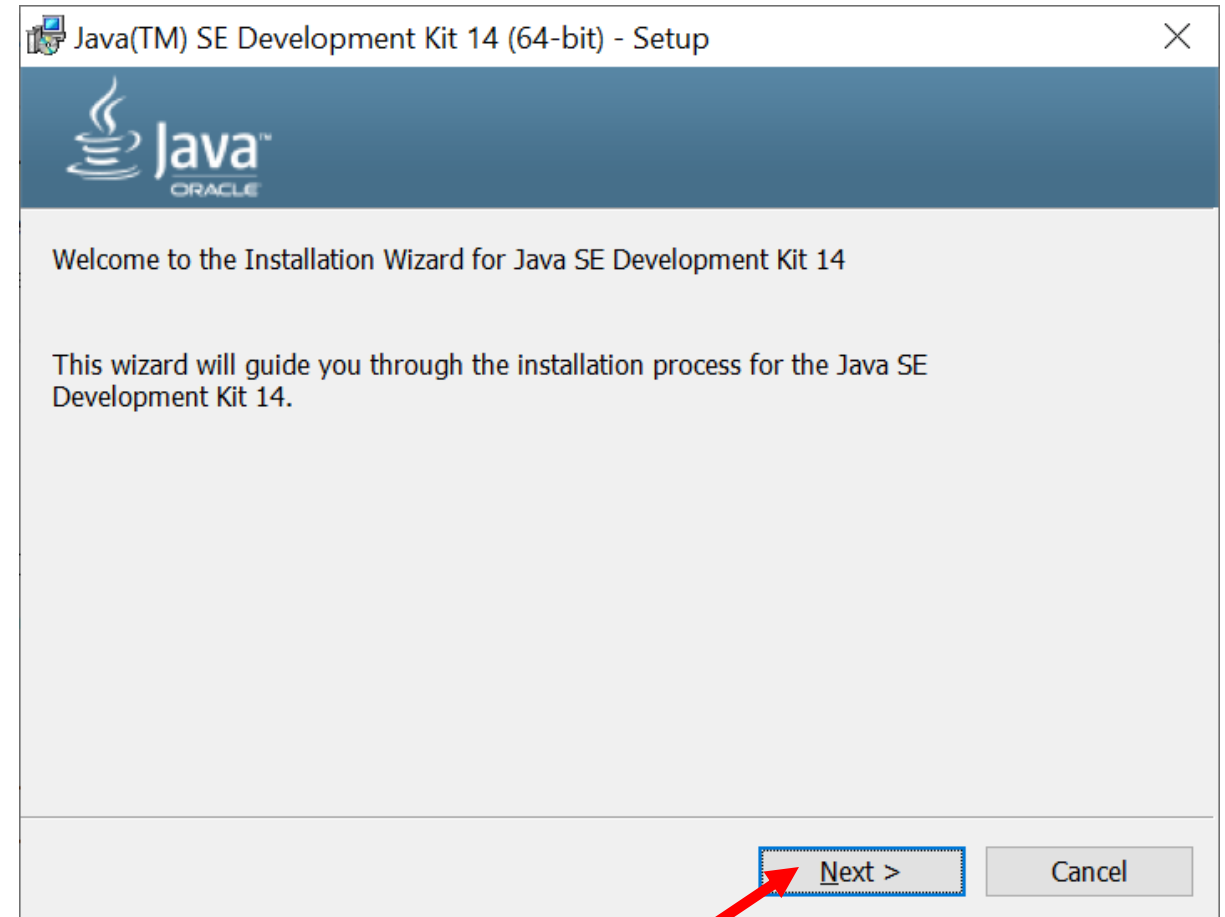 Java(TM) SE Development Kit 14 (64-bit) - Setup
Java™
ORACLE
Welcome to the Installation Wizard for Java SE Development Kit 14
This wizard will guide you through the installation process for the Java SE
Development Kit 14.
Next >
Cancel